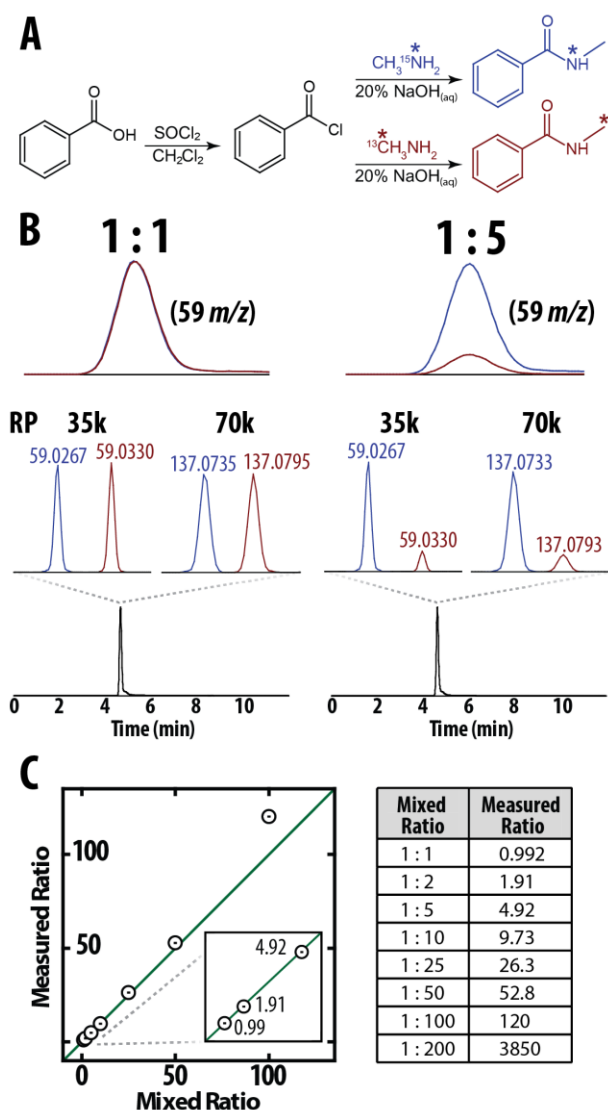 A
O
OH
SOCl2
CH2Cl2
O
Cl
*
CH3¹⁵NH2
20% NaOH(aq)
O
*
NH
*
¹³CH3NH2
20% NaOH(aq)
O
*
NH
B
1 : 1
(59 m/z)
1 : 5
(59 m/z)
RP 35k 70k 35k 70k
59.0267 59.0330 137.0735 137.0795
59.0267 59.0330 137.0733 137.0793
0 2 4 6 8 10
Time (min)
0 2 4 6 8 10
Time (min)
C
Measured Ratio
100
50
4.92
1.91
0.99
0 50 100
Mixed Ratio
Mixed Ratio Measured Ratio
1 : 1 0.992
1 : 2 1.91
1 : 5 4.92
1 : 10 9.73
1 : 25 26.3
1 : 50 52.8
1 : 100 120
1 : 200 3850